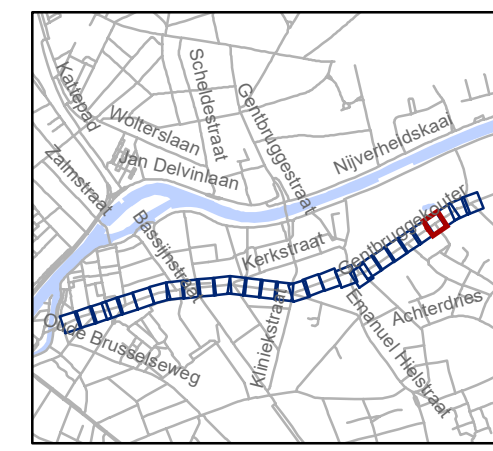 Kattepad
Scheldestraat
Gentbruggestraat
Wolterslaan
Nijverheidskaai
Zalmstraat
Jan Delvinlaan
Bassijnstraat
Kerkstraat
Gentbruggekouter
Achterdries
Oude Brusselseweg
Kliniekstraat
Emanuel Hielstraat